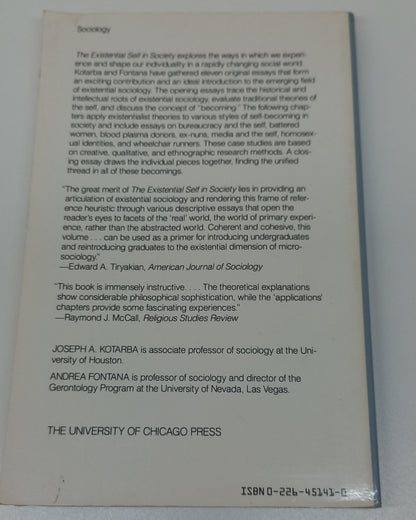 Sociology
The Existential Self in Society explores the ways in which we experi-
ence and shape our individuality in a rapidly changing social world.
Kotarba and Fontana have gathered eleven original essays that form
an exciting contribution and an ideal introduction to the emerging field
of existential sociology. The opening essays trace the historical and
intellectual roots of existential sociology, evaluate traditional theories of
the self, and discuss the concept of "becoming." The following chap-
ters apply existentialist theories to various styles of self-becoming in
society and include essays on bureaucracy and the self, battered
women, blood plasma donors, ex-nuns, media and the self, homosex-
ual identities, and wheelchair runners. These case studies are based
on creative, qualitative, and ethnographic research methods. A clos-
ing essay draws the individual pieces together, finding the unified
thread in all of these becomings.
"The great merit of The Existential Self in Society lies in providing an
articulation of existential sociology and rendering this frame of refer-
ence heuristic through various descriptive essays that open the
reader's eyes to facets of the 'real' world, the world of primary experi-
ence, rather than the abstracted world. Coherent and cohesive, this
volume . . . can be used as a primer for introducing undergraduates
and reintroducing graduates to the existential dimension of micro-
sociology."
—Edward A. Tiryakian, American Journal of Sociology
"This book is immensely instructive. . . . The theoretical explanations
show considerable philosophical sophistication, while the 'applications'
chapters provide some fascinating experiences."
—Raymond J. McCall, Religious Studies Review
JOSEPH A. KOTARBA is associate professor of sociology at the Uni-
versity of Houston.
ANDREA FONTANA is professor of sociology and director of the
Gerontology Program at the University of Nevada, Las Vegas.
THE UNIVERSITY OF CHICAGO PRESS
ISBN 0-226-45141-0